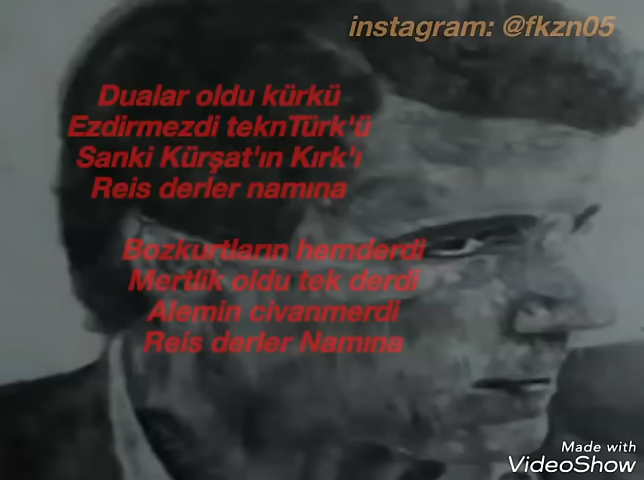 instagram: @fkzn05
Dualar oldu kürkü
Ezdirmezdi teknTürk'ü
Sanki Kürşat'ın Kırk'ı
Reis derler namına
Bozkurtların hemderdi
Mertlik oldu tek derdi
Alemin civanmerdi
Reis derler Namına
Made with
VideoShow